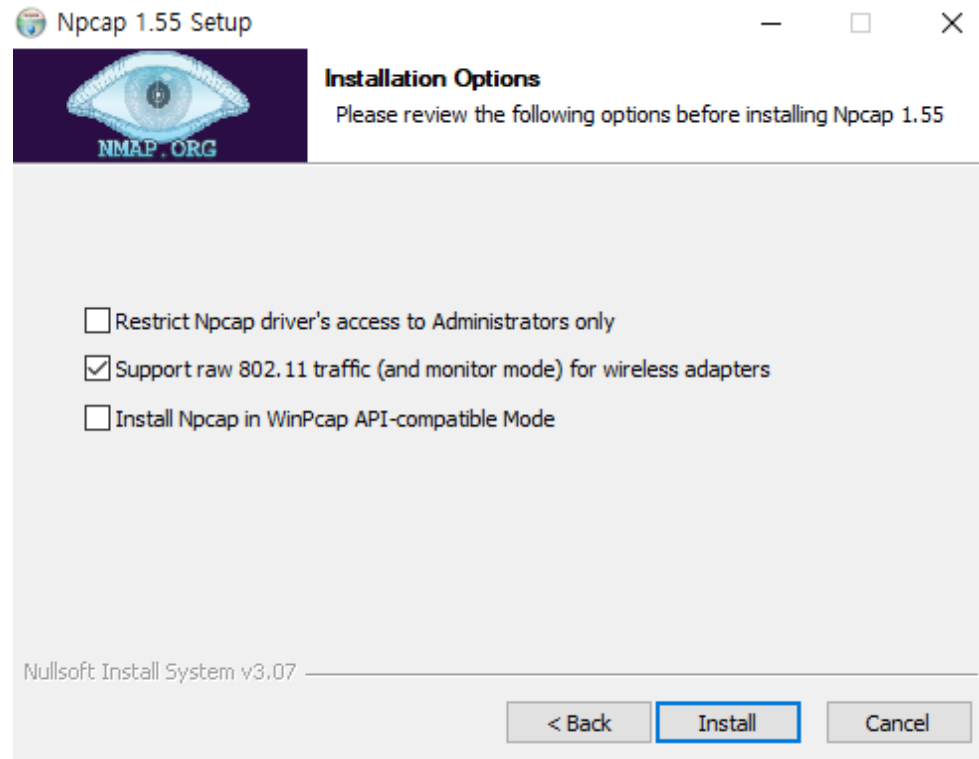 Npcap 1.55 Setup
NMAP.ORG
Installation Options
Please review the following options before installing Npcap 1.55
Restrict Npcap driver's access to Administrators only
Support raw 802.11 traffic (and monitor mode) for wireless adapters
Install Npcap in WinPcap API-compatible Mode
Nullsoft Install System v3.07
< Back Install Cancel